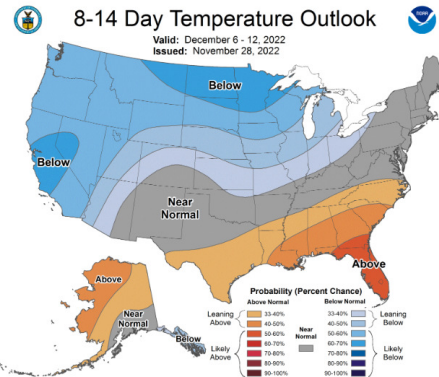 8-14 Day Temperature Outlook
Valid: December 6 - 12, 2022
Issued: November 28, 2022
Below
Below
Near
Normal
Above
Above
Near
Normal
Below
Probability (Percent Chance)
Above Normal Below Normal
Leaning
Above
33-40%
40-50%
50-60%
60-70%
Likely
Above
70-80%
80-90%
90-100%
Near
Normal
33-40%
40-50%
50-60%
60-70%
70-80%
80-90%
90-100%
Leaning
Below
Likely
Below